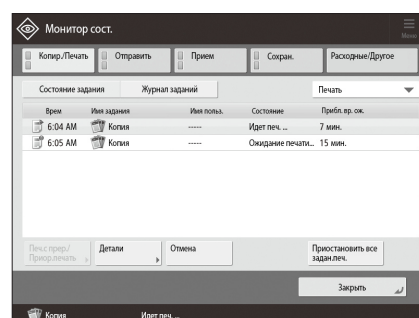 Монитор сост.
Меню
Копир./Печать Отправить Прием Сохран. Расходные/Другое
Состояние задания Журнал заданий Печать
Врем Имя задания Имя польз. Состояние Прибл. вр. ож.
6:04 AM Копия ----- Идет печ. ... 7 мин.
6:05 AM Копия ----- Ожидание печати... 15 мин.
Печ.с прер./ Детали Отмена Приостановить все
Приор.печать задан.печ.
Закрыть
Копия Идет печ. ...